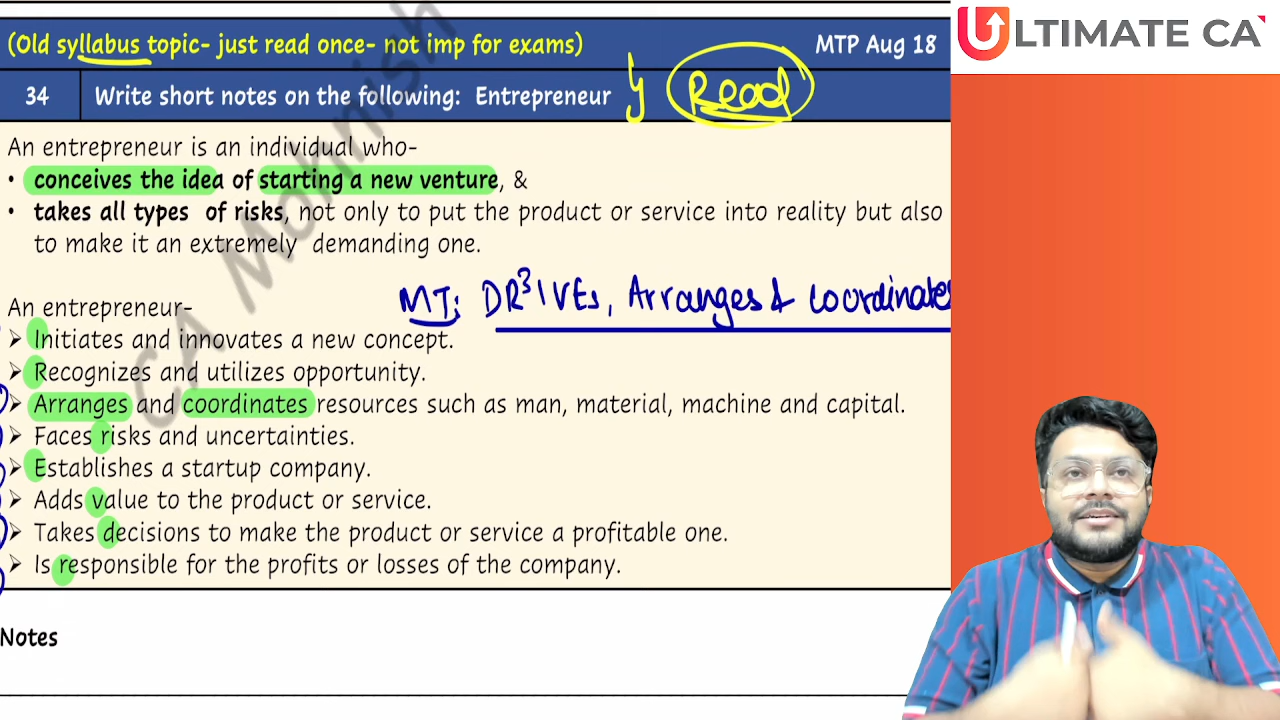 (Old syllabus topic- just read once- not imp for exams) MTP Aug 18
34 Write short notes on the following: Entrepreneur Read
An entrepreneur is an individual who-
• conceives the idea of starting a new venture, &
• takes all types of risks, not only to put the product or service into reality but also
to make it an extremely demanding one.
MT: DR³IVEs, Arranges & coordinates
An entrepreneur-
➢ Initiates and innovates a new concept.
➢ Recognizes and utilizes opportunity.
➢ Arranges and coordinates resources such as man, material, machine and capital.
➢ Faces risks and uncertainties.
➢ Establishes a startup company.
➢ Adds value to the product or service.
➢ Takes decisions to make the product or service a profitable one.
➢ Is responsible for the profits or losses of the company.
Notes
CA Mohnish
ULTIMATE CA